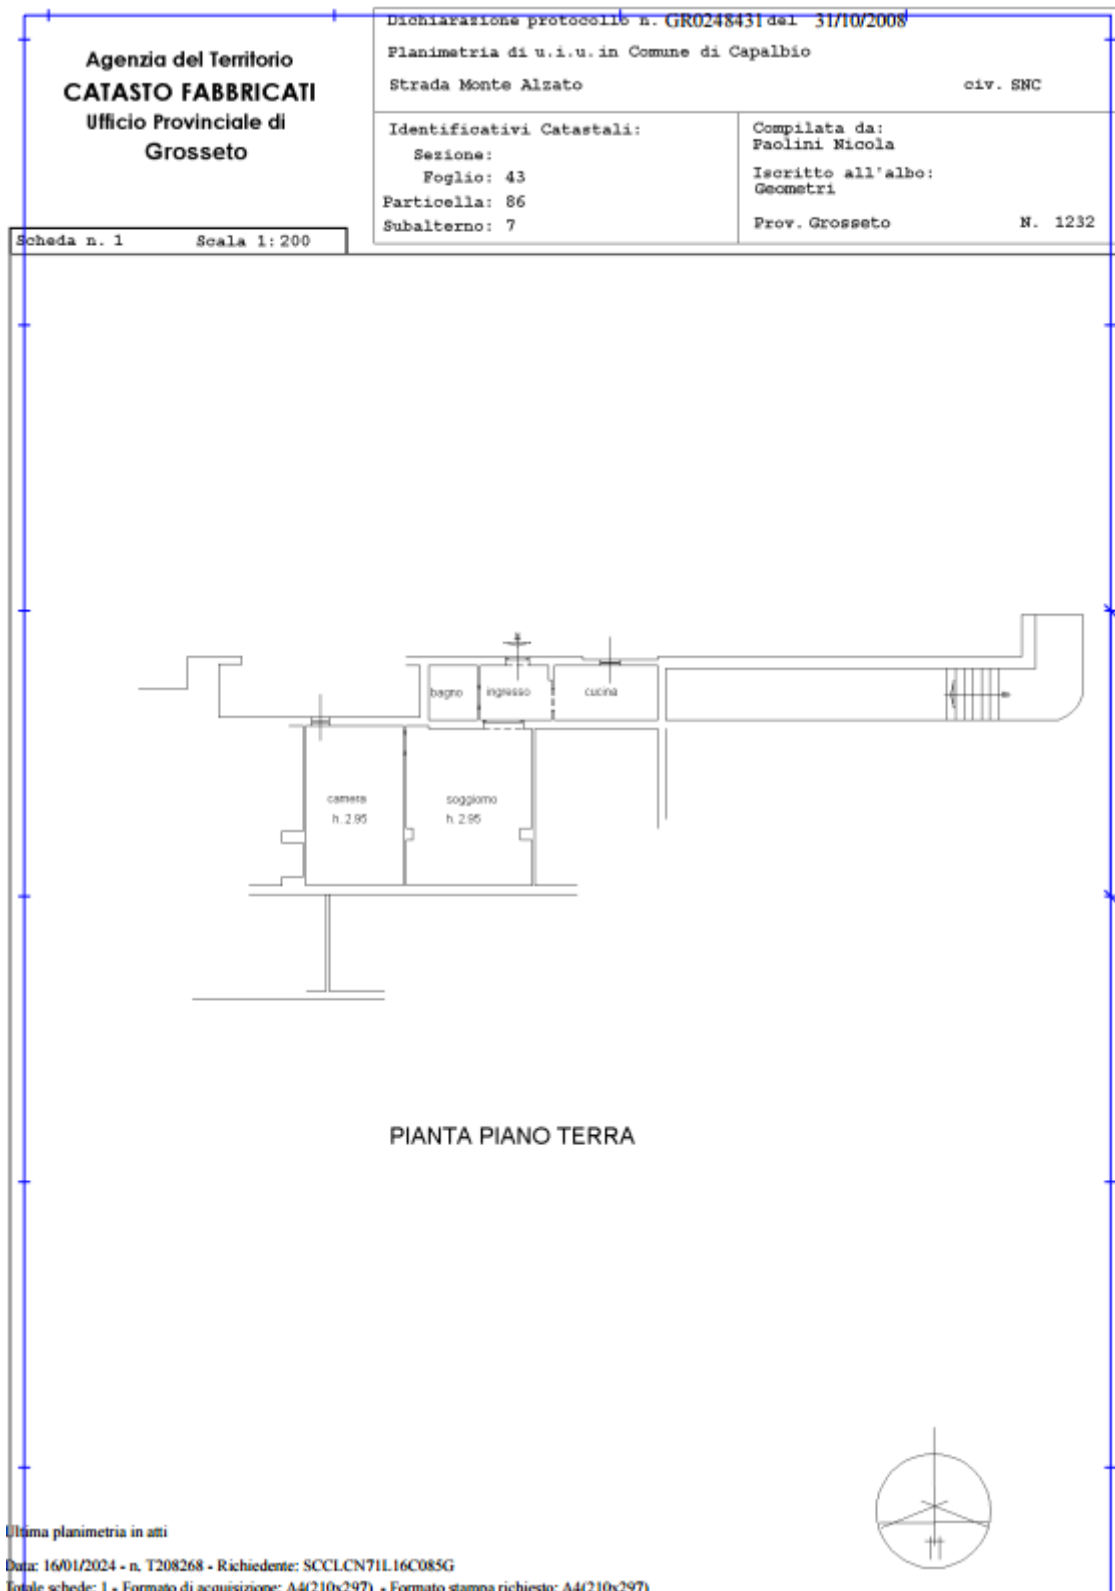 Agenzia del Territorio
CATASTO FABBRICATI
Ufficio Provinciale di
Grosseto
Dichiarazione protocollo n. GR0248431 del 31/10/2008
Planimetria di u.i.u. in Comune di Capalbio
Strada Monte Alzato civ. SNC
Identificativi Catastali:
Sezione:
Foglio: 43
Particella: 86
Subalterno: 7
Compilata da:
Paolini Nicola
Iscritto all'albo:
Geometri
Prov. Grosseto N. 1232
Scheda n. 1 Scala 1:200
bagno
ingresso
cucina
camera
h. 2.95
soggiorno
h. 2.95
PIANTA PIANO TERRA
Ultima planimetria in atti
Data: 16/01/2024 - n. T208268 - Richiedente: SCCLCN71L16C085G
Totale schede: 1 - Formato di acquisizione: A4(210x297) - Formato stampa richiesto: A4(210x297)